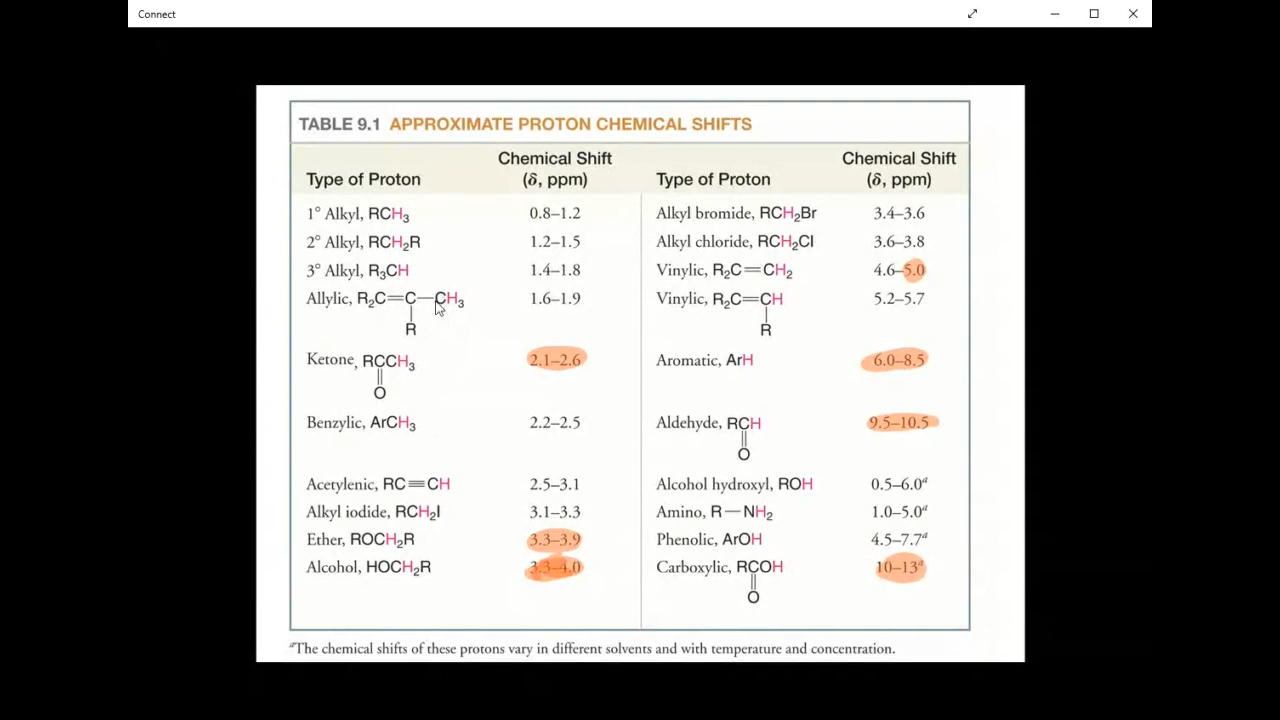 Connect
TABLE 9.1 APPROXIMATE PROTON CHEMICAL SHIFTS
Type of Proton Chemical Shift (δ, ppm) Type of Proton Chemical Shift (δ, ppm)
1° Alkyl, RCH₃ 0.8–1.2 Alkyl bromide, RCH₂Br 3.4–3.6
2° Alkyl, RCH₂R 1.2–1.5 Alkyl chloride, RCH₂Cl 3.6–3.8
3° Alkyl, R₃CH 1.4–1.8 Vinylic, R₂C=CH₂ 4.6–5.0
Allylic, R₂C=C—CH₃ 1.6–1.9 Vinylic, R₂C=CH 5.2–5.7
R R
Ketone, RCCH₃ 2.1–2.6 Aromatic, ArH 6.0–8.5
O
Benzylic, ArCH₃ 2.2–2.5 Aldehyde, RCH 9.5–10.5
O
Acetylenic, RC≡CH 2.5–3.1 Alcohol hydroxyl, ROH 0.5–6.0ᵃ
Alkyl iodide, RCH₂I 3.1–3.3 Amino, R—NH₂ 1.0–5.0ᵃ
Ether, ROCH₂R 3.3–3.9 Phenolic, ArOH 4.5–7.7ᵃ
Alcohol, HOCH₂R 3.3–4.0 Carboxylic, RCOH 10–13ᵃ
O
ᵃThe chemical shifts of these protons vary in different solvents and with temperature and concentration.